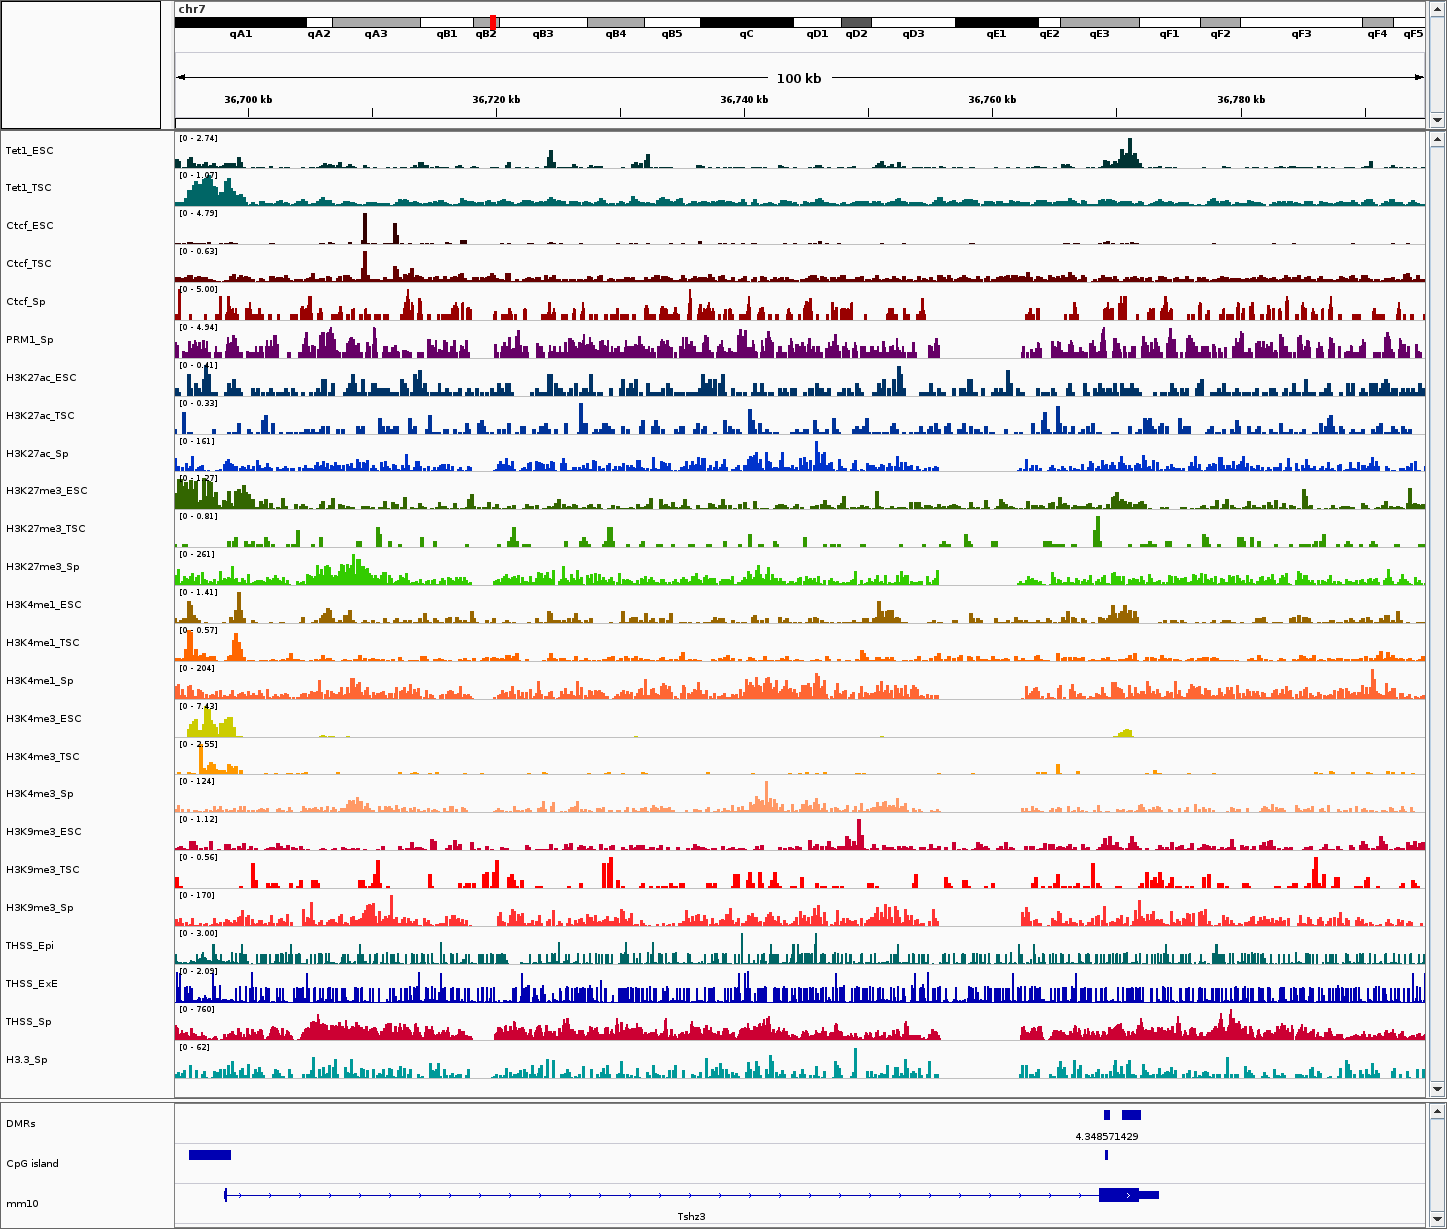 chr7
qA1 qA2 qA3 qB1 qB2 qB3 qB4 qB5 qC qD1 qD2 qD3 qE1 qE2 qE3 qF1 qF2 qF3 qF4 qF5
100 kb
36,700 kb 36,720 kb 36,740 kb 36,760 kb 36,780 kb
Tet1_ESC [0 - 2.74]
Tet1_TSC [0 - 1.07]
Ctcf_ESC [0 - 4.79]
Ctcf_TSC [0 - 0.63]
Ctcf_Sp [0 - 5.00]
PRM1_Sp [0 - 4.94]
H3K27ac_ESC [0 - 0.41]
H3K27ac_TSC [0 - 0.33]
H3K27ac_Sp [0 - 161]
H3K27me3_ESC [0 - 1.27]
H3K27me3_TSC [0 - 0.81]
H3K27me3_Sp [0 - 261]
H3K4me1_ESC [0 - 1.41]
H3K4me1_TSC [0 - 0.57]
H3K4me1_Sp [0 - 204]
H3K4me3_ESC [0 - 7.43]
H3K4me3_TSC [0 - 2.55]
H3K4me3_Sp [0 - 124]
H3K9me3_ESC [0 - 1.12]
H3K9me3_TSC [0 - 0.56]
H3K9me3_Sp [0 - 170]
THSS_Epi [0 - 3.00]
THSS_ExE [0 - 2.09]
THSS_Sp [0 - 760]
H3.3_Sp [0 - 62]
DMRs
4.348571429
CpG island
mm10
Tshz3